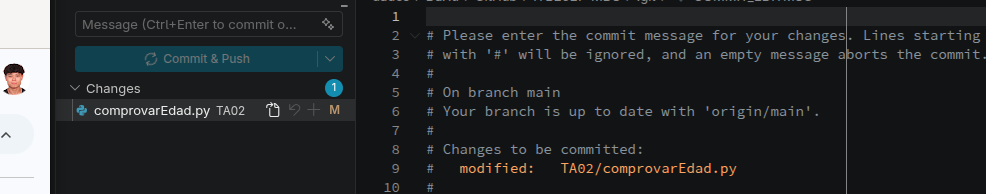 Message (Ctrl+Enter to commit o...
Commit & Push
Changes
1
comprovarEdad.py TA02
M
1
2 # Please enter the commit message for your changes. Lines starting
3 # with '#' will be ignored, and an empty message aborts the commit.
4 #
5 # On branch main
6 # Your branch is up to date with 'origin/main'.
7 #
8 # Changes to be committed:
9 # modified: TA02/comprovarEdad.py
10 #